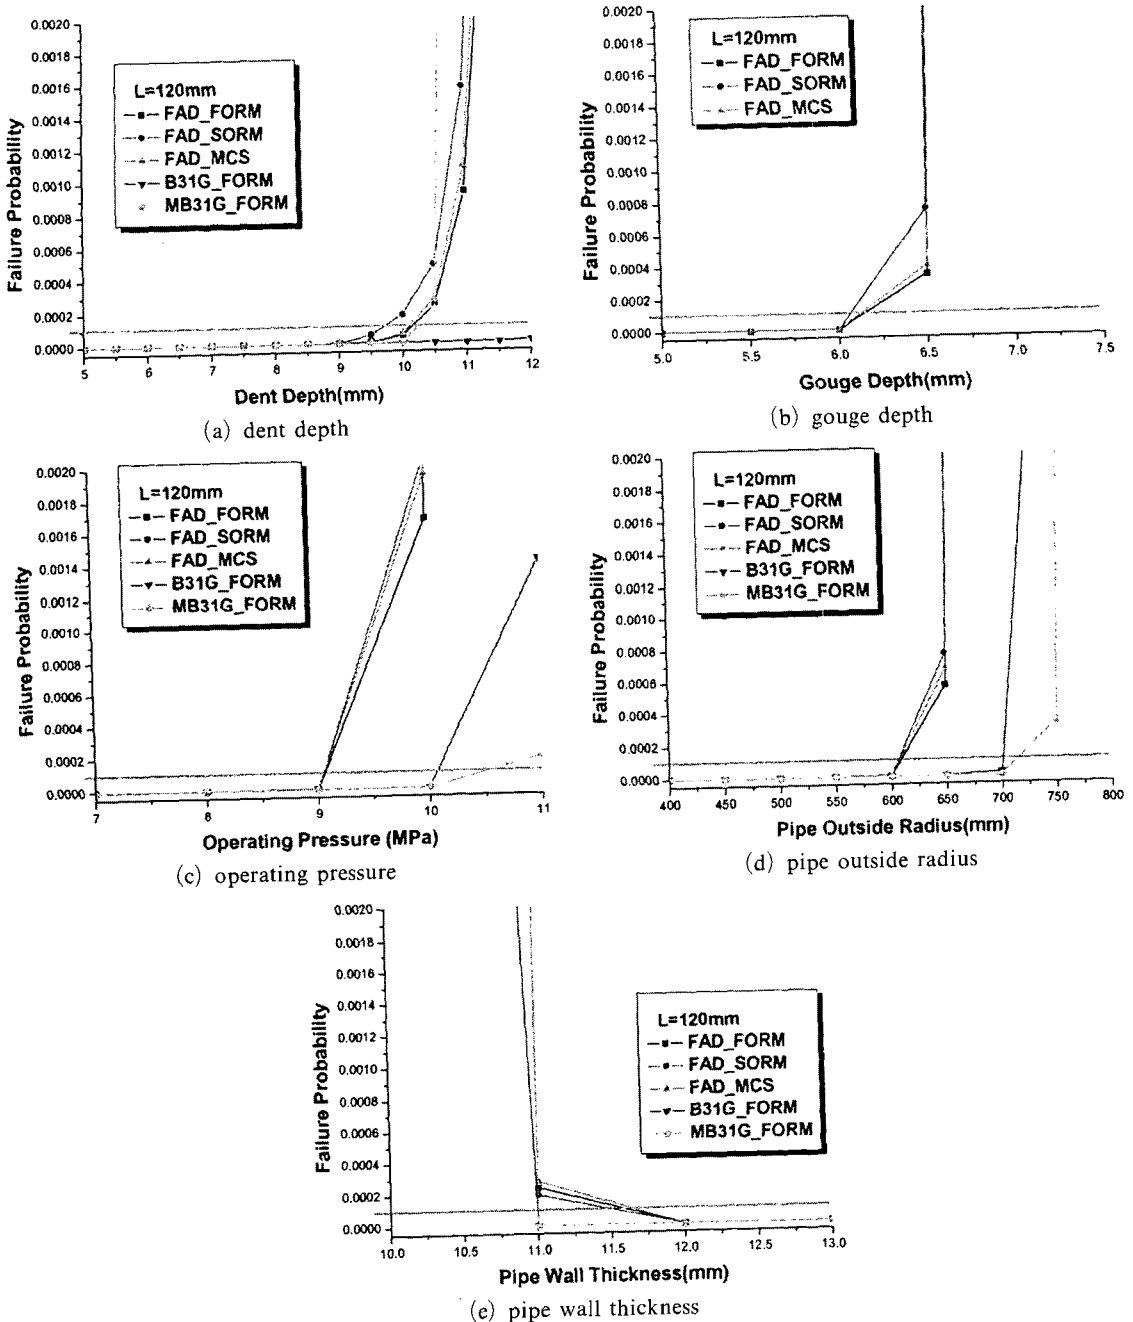 0.0020
0.0018
0.0016
0.0014
0.0012
0.0010
0.0008
0.0006
0.0004
0.0002
0.0000
Failure Probability
L=120mm
FAD_FORM
FAD_SORM
FAD_MCS
B31G_FORM
MB31G_FORM
5 6 7 8 9 10 11 12
Dent Depth(mm)
(a) dent depth
0.0020
0.0018
0.0016
0.0014
0.0012
0.0010
0.0008
0.0006
0.0004
0.0002
0.0000
Failure Probability
L=120mm
FAD_FORM
FAD_SORM
FAD_MCS
5.0 5.5 6.0 6.5 7.0 7.5
Gouge Depth(mm)
(b) gouge depth
0.0020
0.0018
0.0016
0.0014
0.0012
0.0010
0.0008
0.0006
0.0004
0.0002
0.0000
Failure Probability
L=120mm
FAD_FORM
FAD_SORM
FAD_MCS
B31G_FORM
MB31G_FORM
7 8 9 10 11
Operating Pressure (MPa)
(c) operating pressure
0.0020
0.0018
0.0016
0.0014
0.0012
0.0010
0.0008
0.0006
0.0004
0.0002
0.0000
Failure Probability
L=120mm
FAD_FORM
FAD_SORM
FAD_MCS
B31G_FORM
MB31G_FORM
400 450 500 550 600 650 700 750 800
Pipe Outside Radius(mm)
(d) pipe outside radius
0.0020
0.0018
0.0016
0.0014
0.0012
0.0010
0.0008
0.0006
0.0004
0.0002
0.0000
Failure Probability
L=120mm
FAD_FORM
FAD_SORM
FAD_MCS
B31G_FORM
MB31G_FORM
10.0 10.5 11.0 11.5 12.0 12.5 13.0
Pipe Wall Thickness(mm)
(e) pipe wall thickness